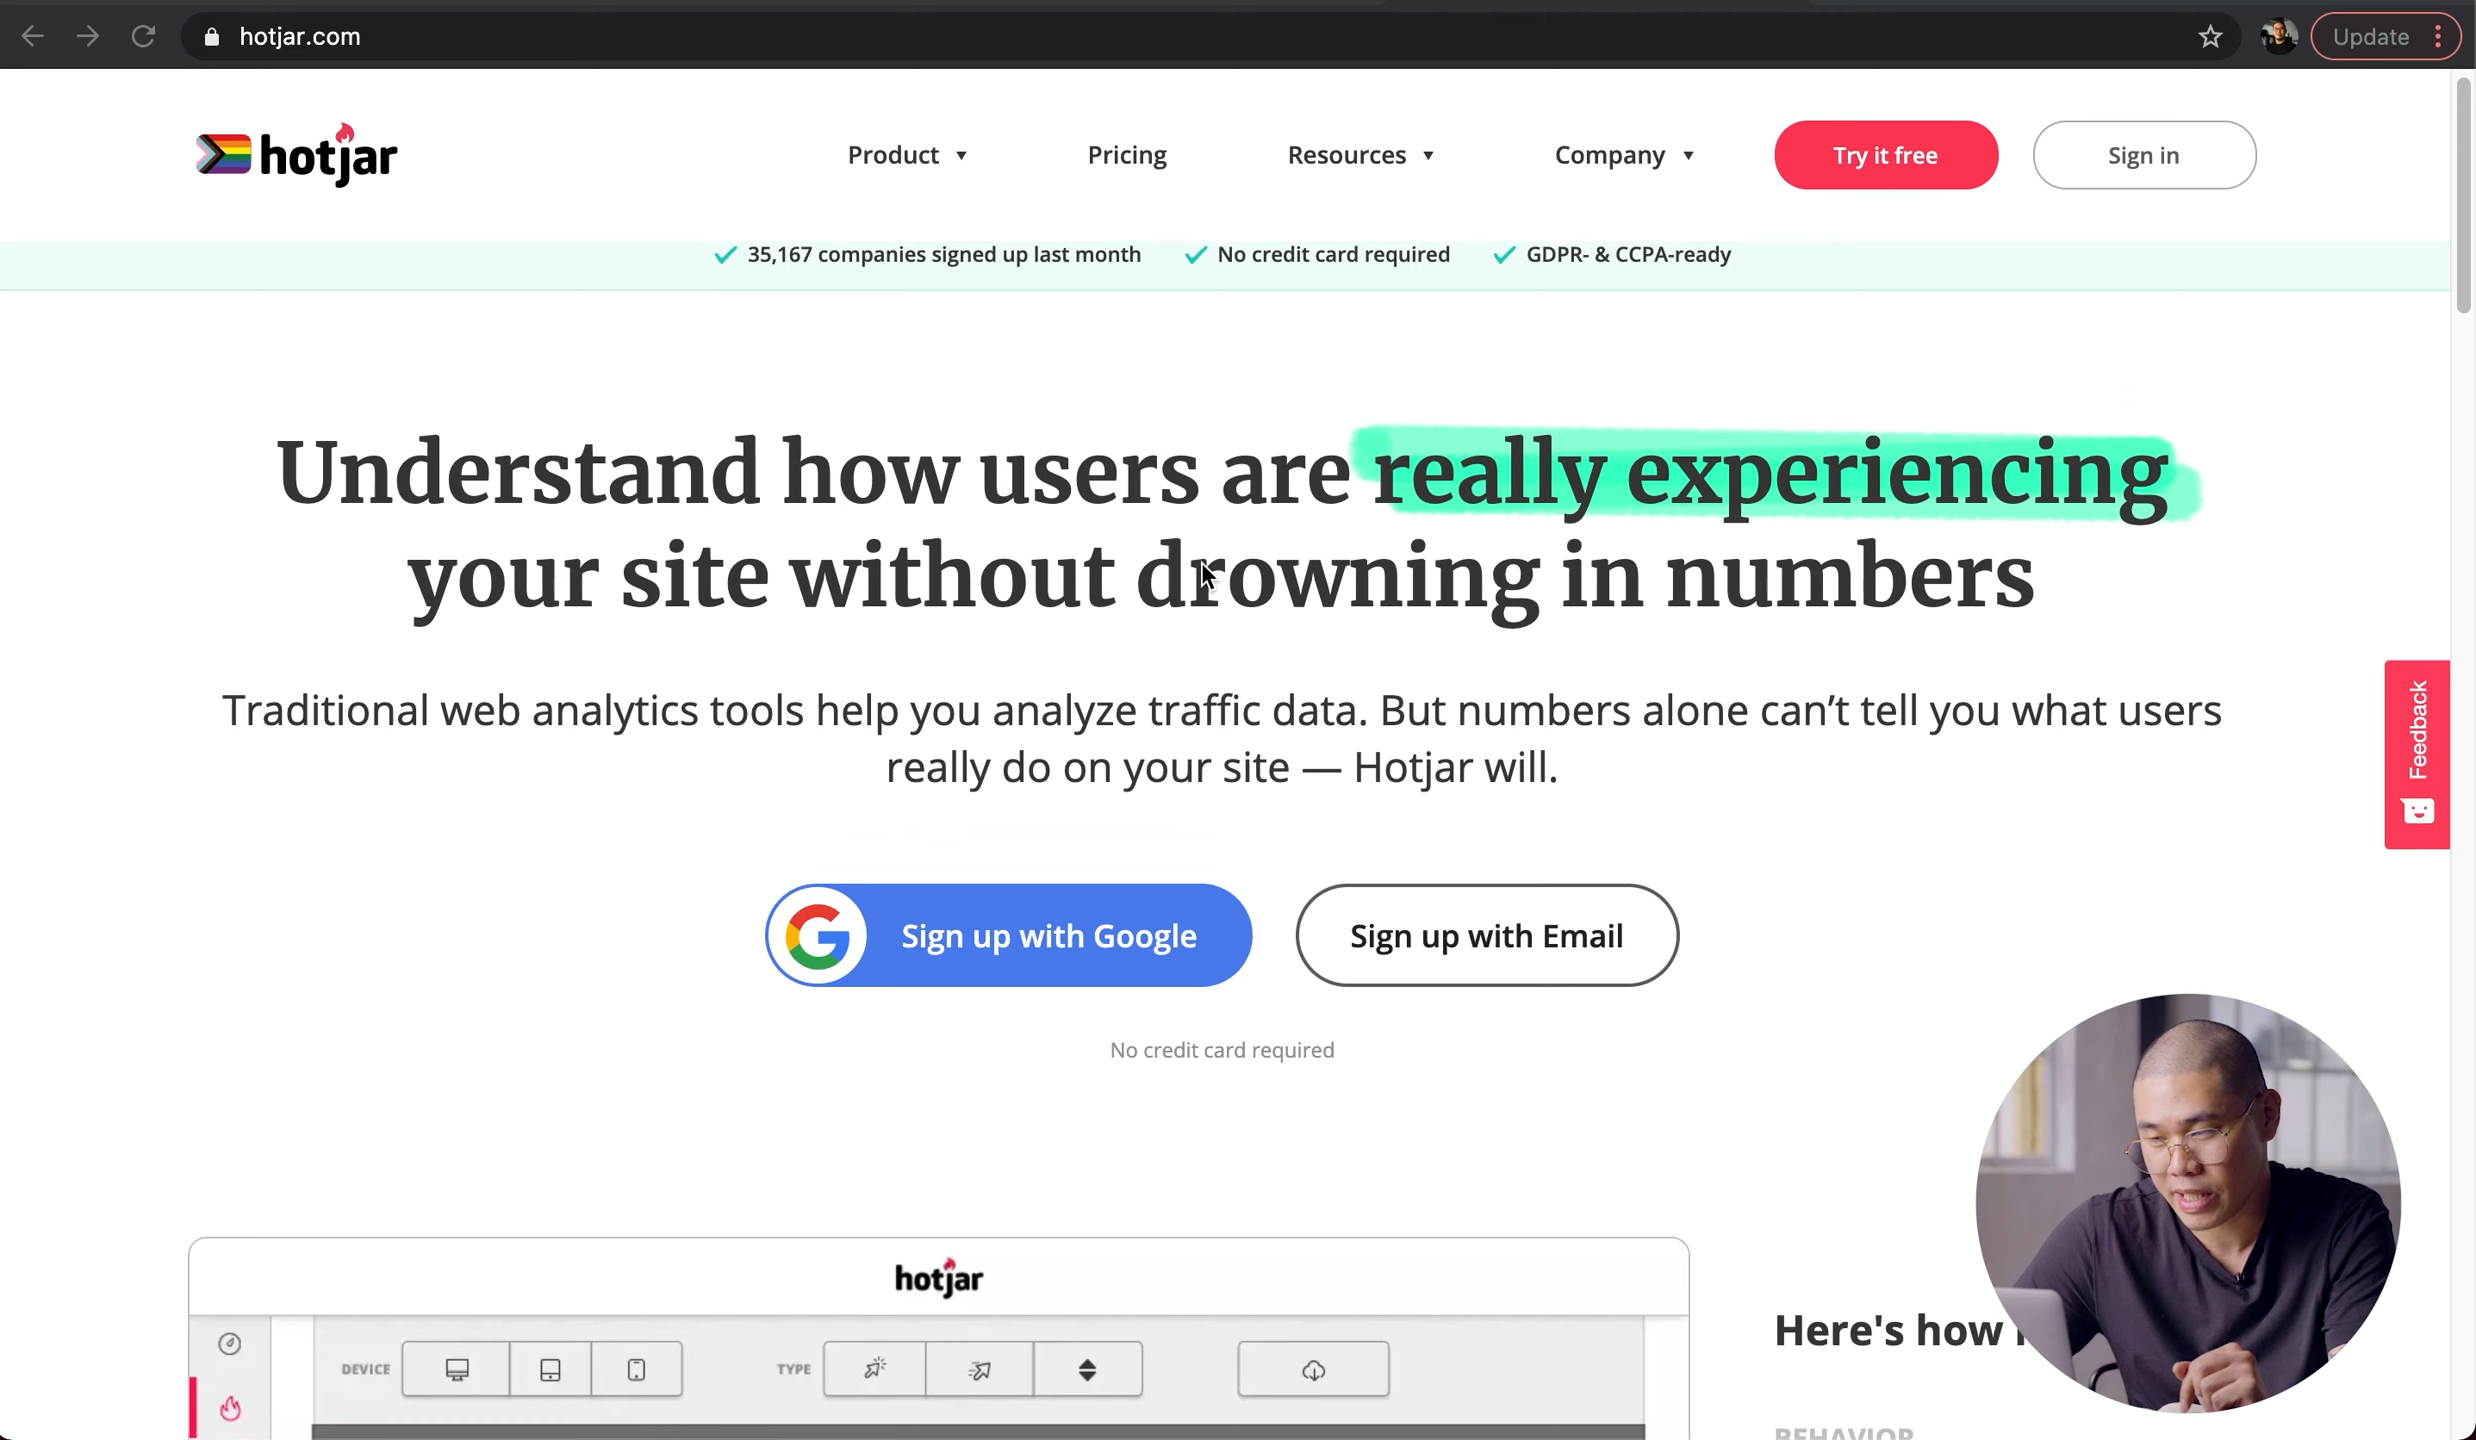 hotjar.com
Update
hotjar
Product
Pricing
Resources
Company
Try it free
Sign in
35,167 companies signed up last month
No credit card required
GDPR- & CCPA-ready
Understand how users are really experiencing
your site without drowning in numbers
Traditional web analytics tools help you analyze traffic data. But numbers alone can’t tell you what users
really do on your site — Hotjar will.
Feedback
Sign up with Google
Sign up with Email
No credit card required
hotjar
DEVICE
TYPE
Here's how
BEHAVIOR